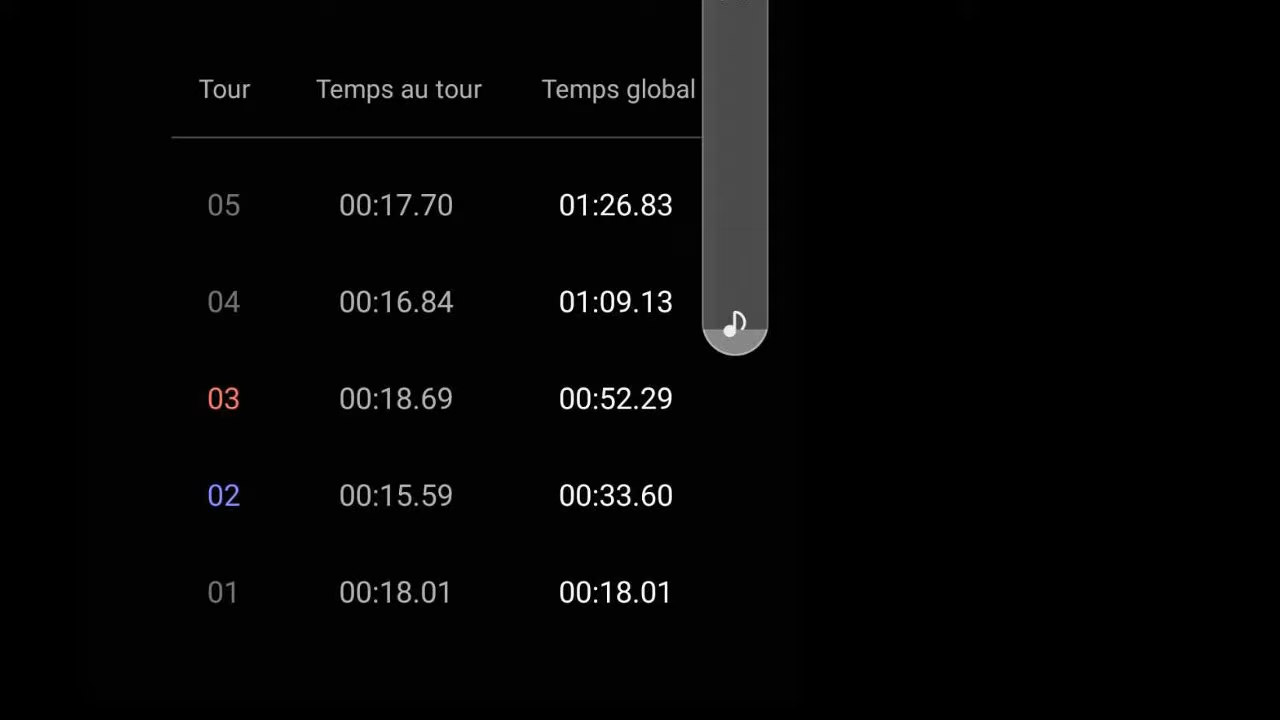 Tour Temps au tour Temps global
05 00:17.70 01:26.83
04 00:16.84 01:09.13
03 00:18.69 00:52.29
02 00:15.59 00:33.60
01 00:18.01 00:18.01